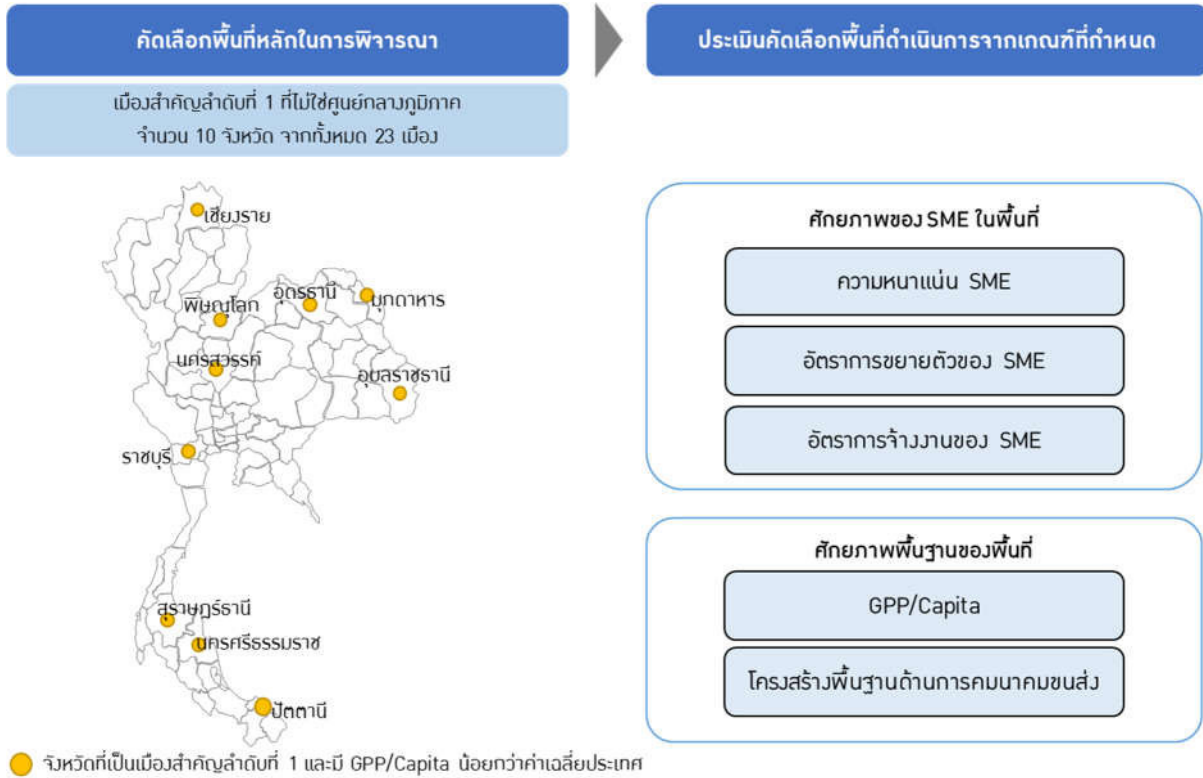 คัดเลือกพื้นที่หลักในการพิจารณา
ประเมินคัดเลือกพื้นที่ดำเนินการจากเกณฑ์ที่กำหนด
เมืองสำคัญลำดับที่ 1 ที่ไม่ใช่ศูนย์กลางภูมิภาค
จำนวน 10 จังหวัด จากทั้งหมด 23 เมือง
เชียงราย
พิษณุโลก
อุดรธานี
มุกดาหาร
นครสวรรค์
อุบลราชธานี
ราชบุรี
สุราษฎร์ธานี
นครศรีธรรมราช
ปัตตานี
จังหวัดที่เป็นเมืองสำคัญลำดับที่ 1 และมี GPP/Capita น้อยกว่าค่าเฉลี่ยประเทศ
ศักยภาพของ SME ในพื้นที่
ความหนาแน่น SME
อัตราการขยายตัวของ SME
อัตราการจ้างงานของ SME
ศักยภาพพื้นฐานของพื้นที่
GPP/Capita
โครงสร้างพื้นฐานด้านการคมนาคมขนส่ง